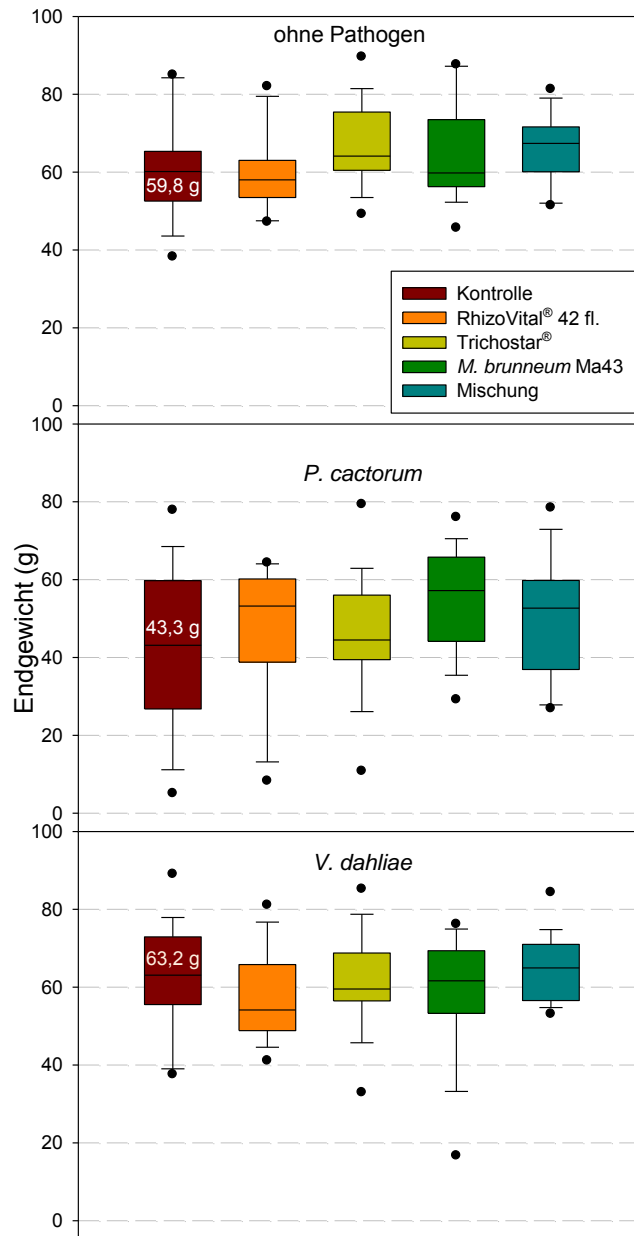 100
ohne Pathogen
80
60
59,8 g
40
20
0
Kontrolle
RhizoVital® 42 fl.
Trichostar®
M. brunneum Ma43
Mischung
100
P. cactorum
80
60
43,3 g
40
20
0
Endgewicht (g)
100
V. dahliae
80
63,2 g
60
40
20
0